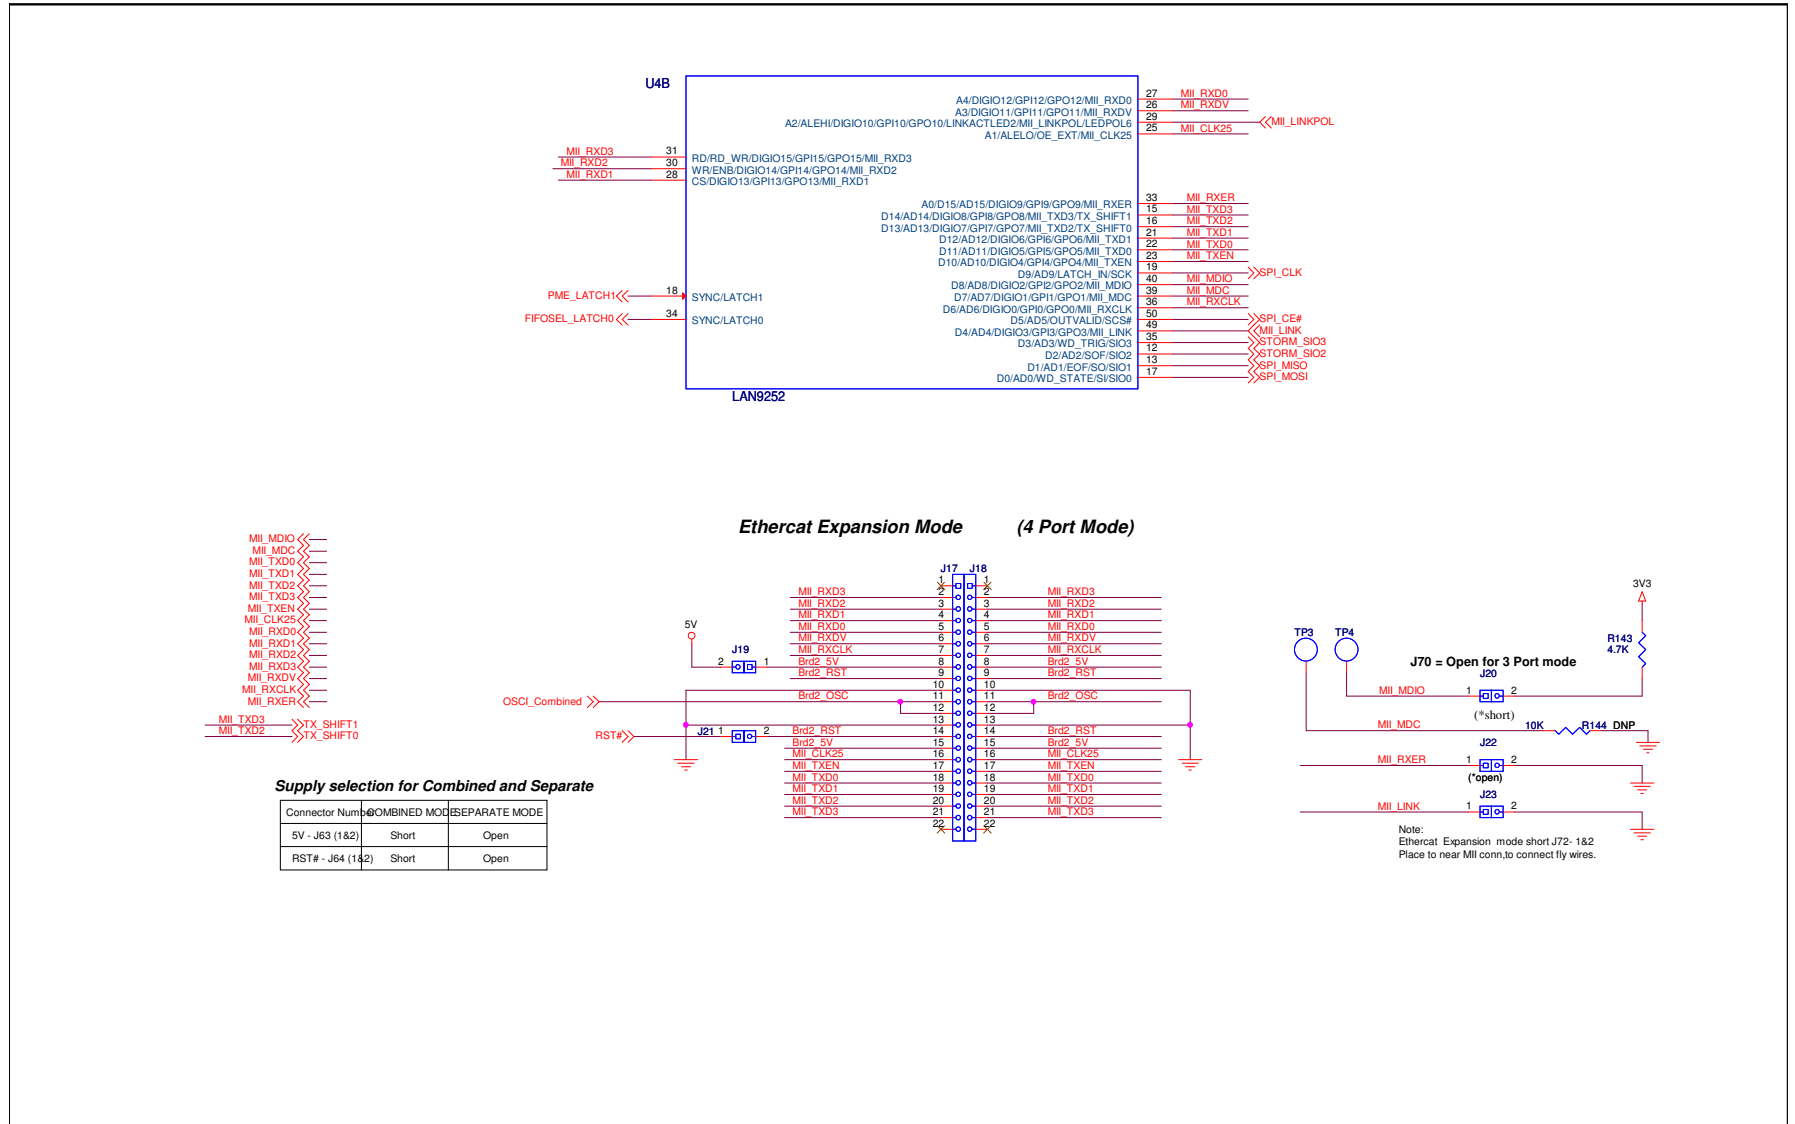 U4B
A4/DIGIO12/GPI12/GPO12/MII_RXD0 27 MII_RXD0
A3/DIGIO11/GPI11/GPO11/MII_RXDV 26 MII_RXDV
A2/ALEHI/DIGIO10/GPI10/GPO10/LINKACTLED2/MII_LINKPOL/LEDPOL6 29 MII_LINKPOL
A1/ALELO/OE_EXT/MII_CLK25 25 MII_CLK25
MII_RXD3 31 RD/RD_WR/DIGIO15/GPI15/GPO15/MII_RXD3
MII_RXD2 30 WR/ENB/DIGIO14/GPI14/GPO14/MII_RXD2
MII_RXD1 28 CS/DIGIO13/GPI13/GPO13/MII_RXD1
A0/D15/AD15/DIGIO9/GPI9/GPO9/MII_RXER 33 MII_RXER
D14/AD14/DIGIO8/GPI8/GPO8/MII_TXD3/TX_SHIFT1 15 MII_TXD3
D13/AD13/DIGIO7/GPI7/GPO7/MII_TXD2/TX_SHIFT0 16 MII_TXD2
D12/AD12/DIGIO6/GPI6/GPO6/MII_TXD1 21 MII_TXD1
D11/AD11/DIGIO5/GPI5/GPO5/MII_TXD0 22 MII_TXD0
D10/AD10/DIGIO4/GPI4/GPO4/MII_TXEN 23 MII_TXEN
D9/AD9/LATCH_IN/SCK 19 SPI_CLK
D8/AD8/DIGIO2/GPI2/GPO2/MII_MDIO 40 MII_MDIO
D7/AD7/DIGIO1/GPI1/GPO1/MII_MDC 39 MII_MDC
D6/AD6/DIGIO0/GPI0/GPO0/MII_RXCLK 36 MII_RXCLK
D5/AD5/OUTVALID/SCS# 50 SPI_CE#
D4/AD4/DIGIO3/GPI3/GPO3/MII_LINK 49 MII_LINK
D3/AD3/WD_TRIG/SIO3 35 STORM_SIO3
D2/AD2/SOF/SIO2 12 STORM_SIO2
D1/AD1/EOF/SO/SIO1 13 SPI_MISO
D0/AD0/WD_STATE/SI/SIO0 17 SPI_MOSI
PME_LATCH1 18 SYNC/LATCH1
FIFOSEL_LATCH0 34 SYNC/LATCH0
LAN9252
MII_MDIO
MII_MDC
MII_TXD0
MII_TXD1
MII_TXD2
MII_TXD3
MII_TXEN
MII_CLK25
MII_RXD0
MII_RXD1
MII_RXD2
MII_RXD3
MII_RXDV
MII_RXCLK
MII_RXER
MII_TXD3 TX_SHIFT1
MII_TXD2 TX_SHIFT0
Supply selection for Combined and Separate
Connector Number COMBINED MODE SEPARATE MODE
5V - J63 (1&2) Short Open
RST# - J64 (1&2) Short Open
Ethercat Expansion Mode (4 Port Mode)
J17 J18
1 1
MII_RXD3 2 2 MII_RXD3
MII_RXD2 3 3 MII_RXD2
MII_RXD1 4 4 MII_RXD1
MII_RXD0 5 5 MII_RXD0
MII_RXDV 6 6 MII_RXDV
MII_RXCLK 7 7 MII_RXCLK
5V
J19
2 1 Brd2_5V 8 8 Brd2_5V
Brd2_RST 9 9 Brd2_RST
10 10
OSCI_Combined Brd2_OSC 11 11 Brd2_OSC
12 12
13 13
RST# J21 1 2 Brd2_RST 14 14 Brd2_RST
Brd2_5V 15 15 Brd2_5V
MII_CLK25 16 16 MII_CLK25
MII_TXEN 17 17 MII_TXEN
MII_TXD0 18 18 MII_TXD0
MII_TXD1 19 19 MII_TXD1
MII_TXD2 20 20 MII_TXD2
MII_TXD3 21 21 MII_TXD3
22 22
3V3
TP3 TP4
R143
4.7K
J70 = Open for 3 Port mode
J20
MII_MDIO 1 2
(*short)
MII_MDC 10K R144 DNP
J22
MII_RXER 1 2
(*open)
J23
MII_LINK 1 2
Note:
Ethercat Expansion mode short J72- 1&2
Place to near MII conn,to connect fly wires.